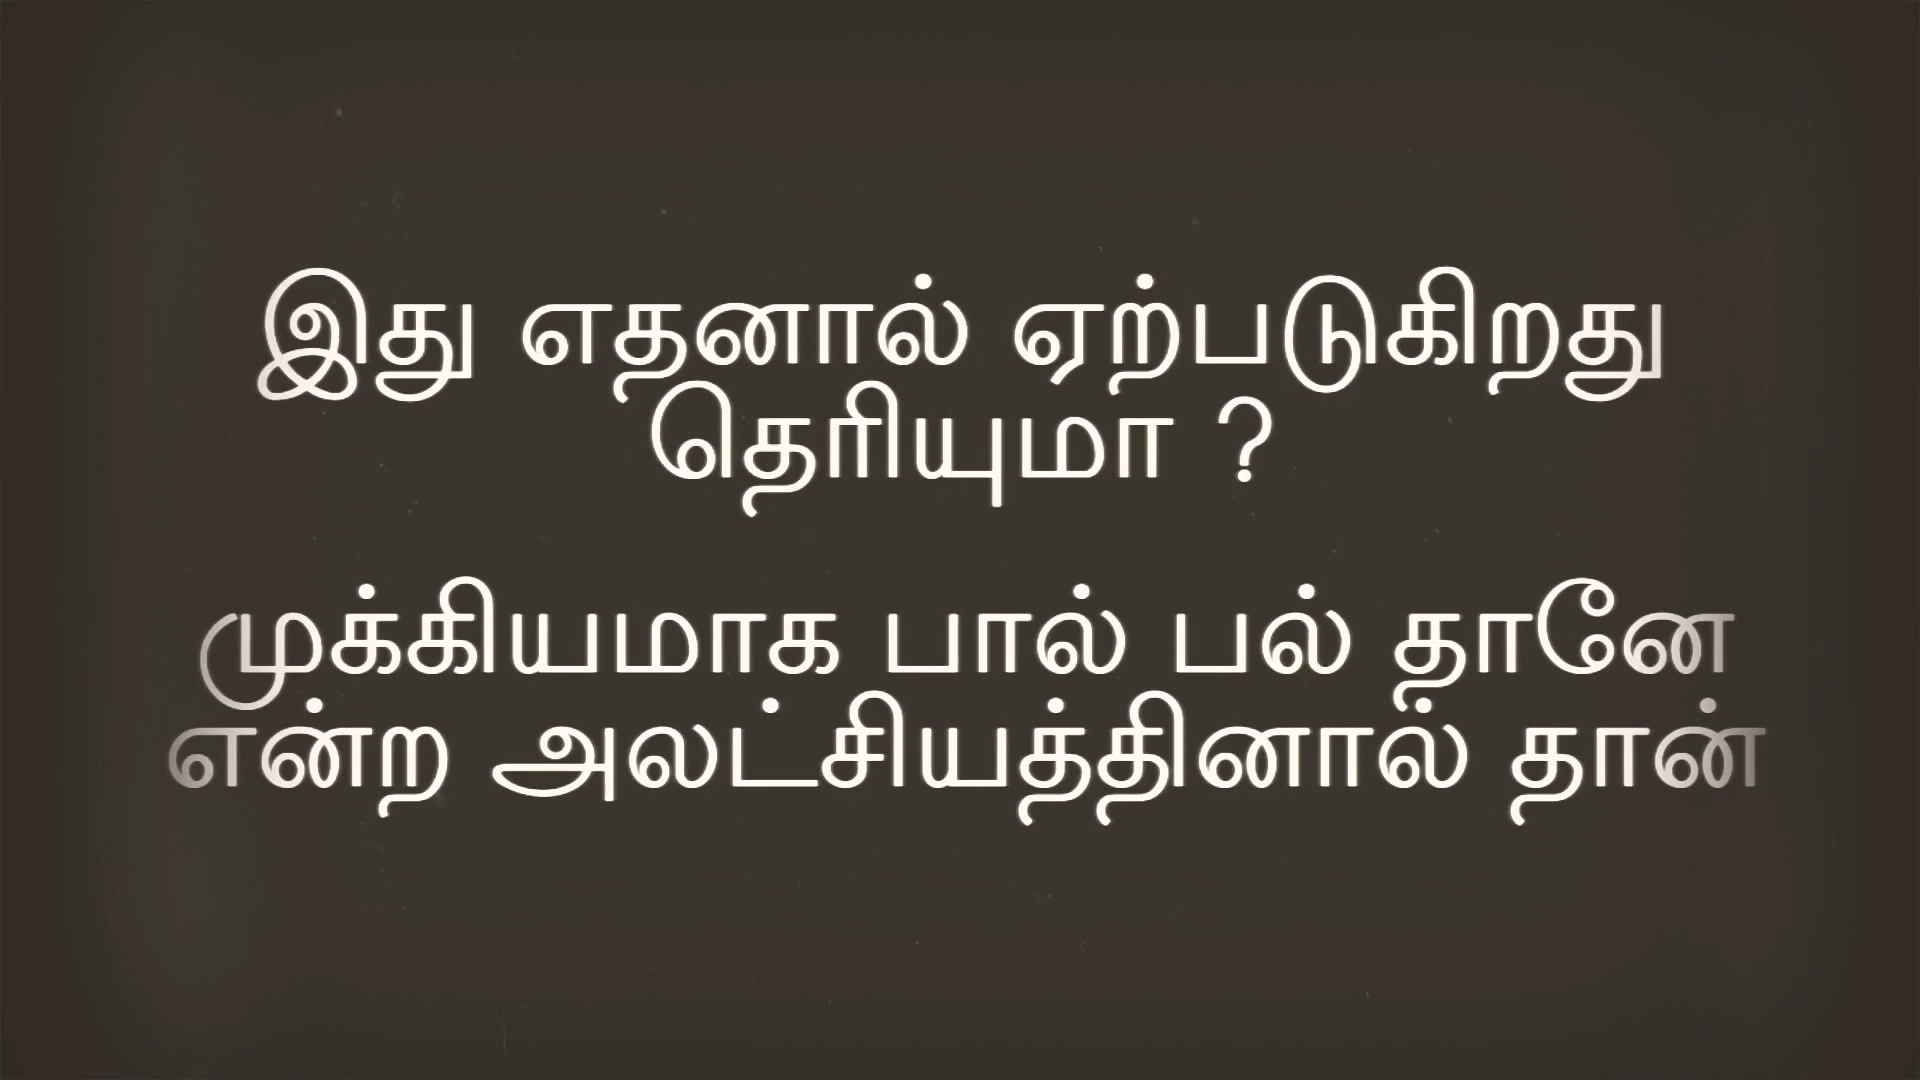 இது எதனால் ஏற்படுகிறது
தெரியுமா ?
முக்கியமாக பால் பல் தானே
என்ற அலட்சியத்தினால் தான்